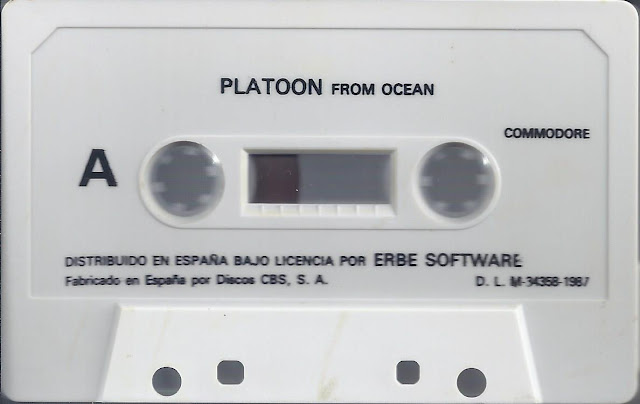 PLATOON FROM OCEAN
COMMODORE
A
DISTRIBUIDO EN ESPAÑA BAJO LICENCIA POR ERBE SOFTWARE
Fabricado en España por Discos CBS, S. A. D. L. M-34358-1987